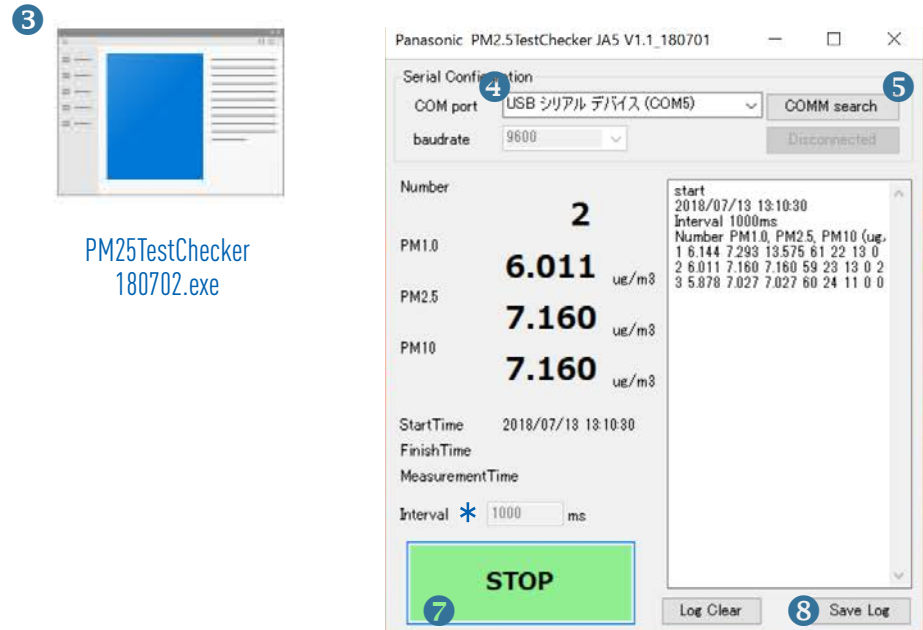 3
PM25TestChecker
180702.exe
Panasonic PM2.5TestChecker JA5 V1.1_180701
Serial Configuration
COM port
4
USB シリアル デバイス (COM5)
5
COMM search
baudrate
9600
Disconnected
Number
2
PM1.0
6.011 ug/m3
PM2.5
7.160 ug/m3
PM10
7.160 ug/m3
StartTime 2018/07/13 13:10:30
FinishTime
MeasurementTime
Interval * 1000 ms
STOP
7
start
2018/07/13 13:10:30
Interval 1000ms
Number PM1.0, PM2.5, PM10 (ug,
1 6.144 7.293 13.575 61 22 13 0
2 6.011 7.160 7.160 59 23 13 0 2
3 5.878 7.027 7.027 60 24 11 0 0
Log Clear
8
Save Log